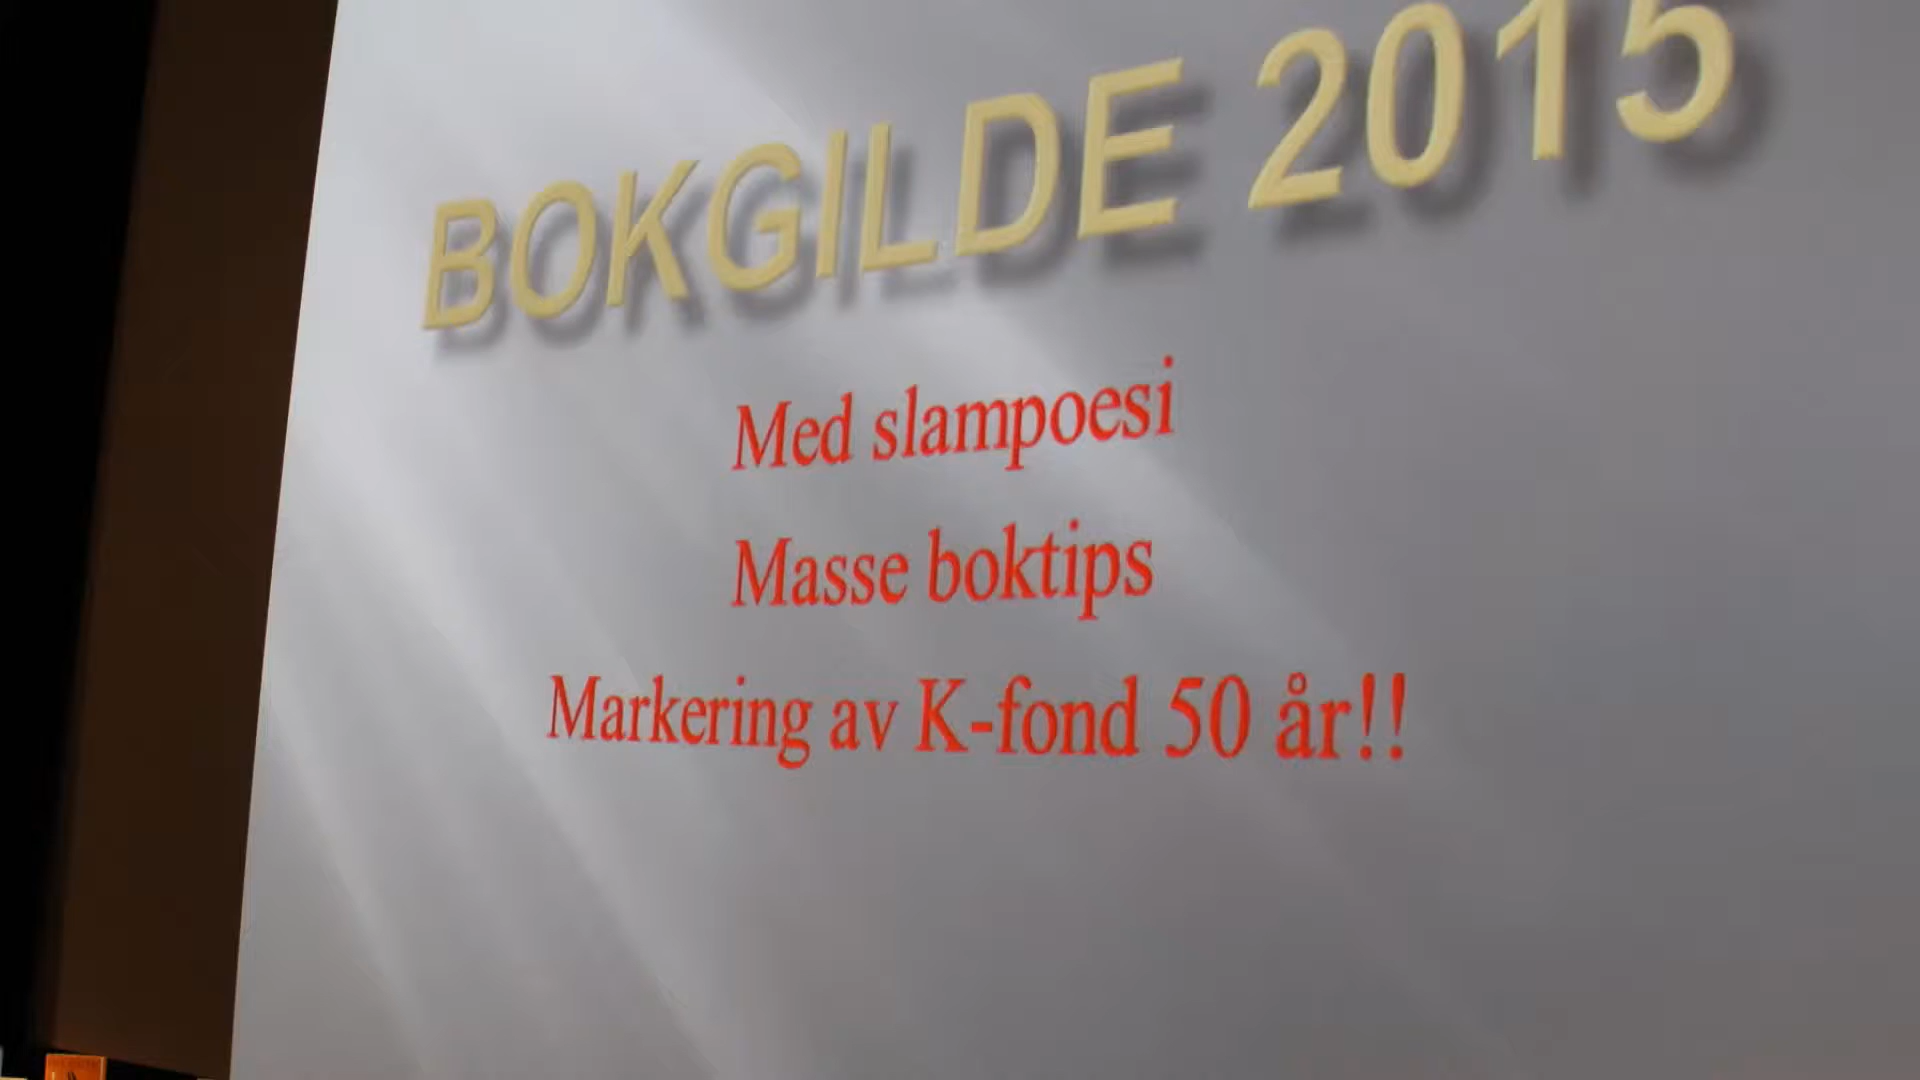 BOKGILDE 2015
Med slampoesi
Masse boktips
Markering av K-fond 50 år!!